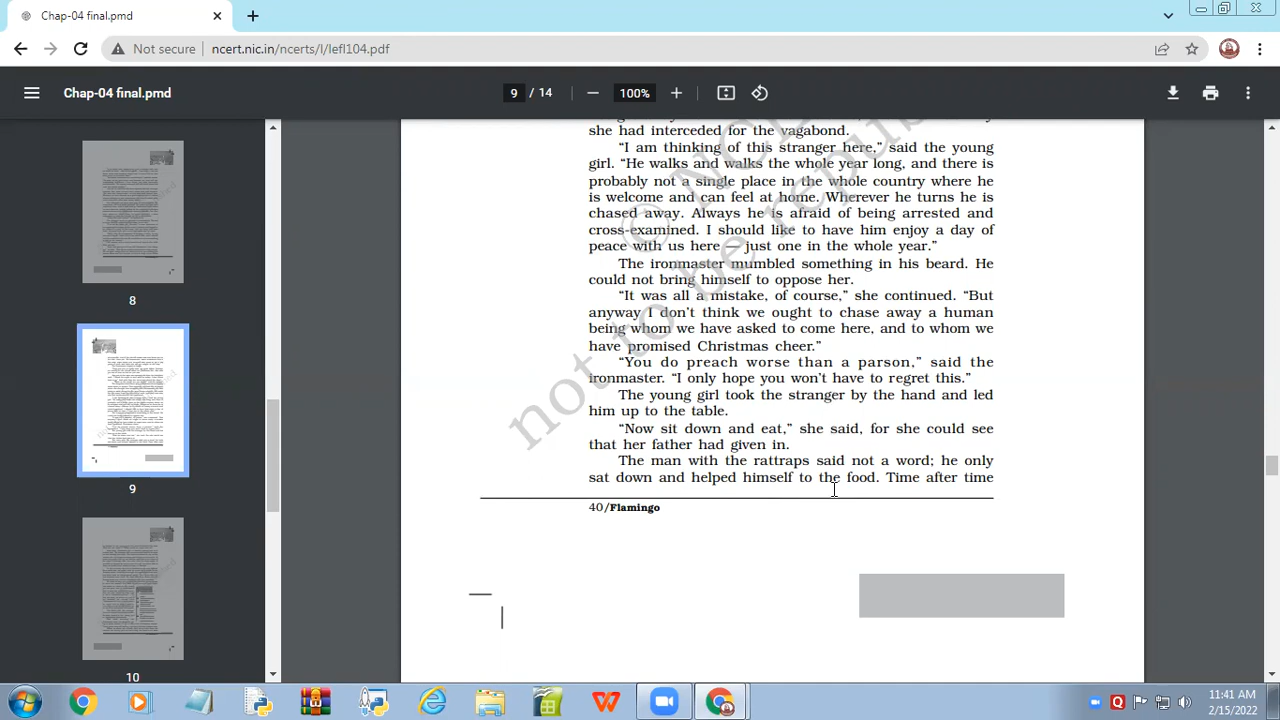 Chap-04 final.pmd
Not secure
ncert.nic.in/ncerts/l/lefl104.pdf
Chap-04 final.pmd
9 / 14
100%
8
9
10
she had interceded for the vagabond.
“I am thinking of this stranger here,” said the young
girl. “He walks and walks the whole year long, and there is
probably not a single place in the whole country where he
is welcome and can feel at home. Wherever he turns he is
chased away. Always he is afraid of being arrested and
cross-examined. I should like to have him enjoy a day of
peace with us here — just one in the whole year.”
The ironmaster mumbled something in his beard. He
could not bring himself to oppose her.
“It was all a mistake, of course,” she continued. “But
anyway I don’t think we ought to chase away a human
being whom we have asked to come here, and to whom we
have promised Christmas cheer.”
“You do preach worse than a parson,” said the
ironmaster. “I only hope you won’t have to regret this.”
The young girl took the stranger by the hand and led
him up to the table.
“Now sit down and eat,” she said, for she could see
that her father had given in.
The man with the rattraps said not a word; he only
sat down and helped himself to the food. Time after time
40/Flamingo
not to be
11:41 AM
2/15/2022